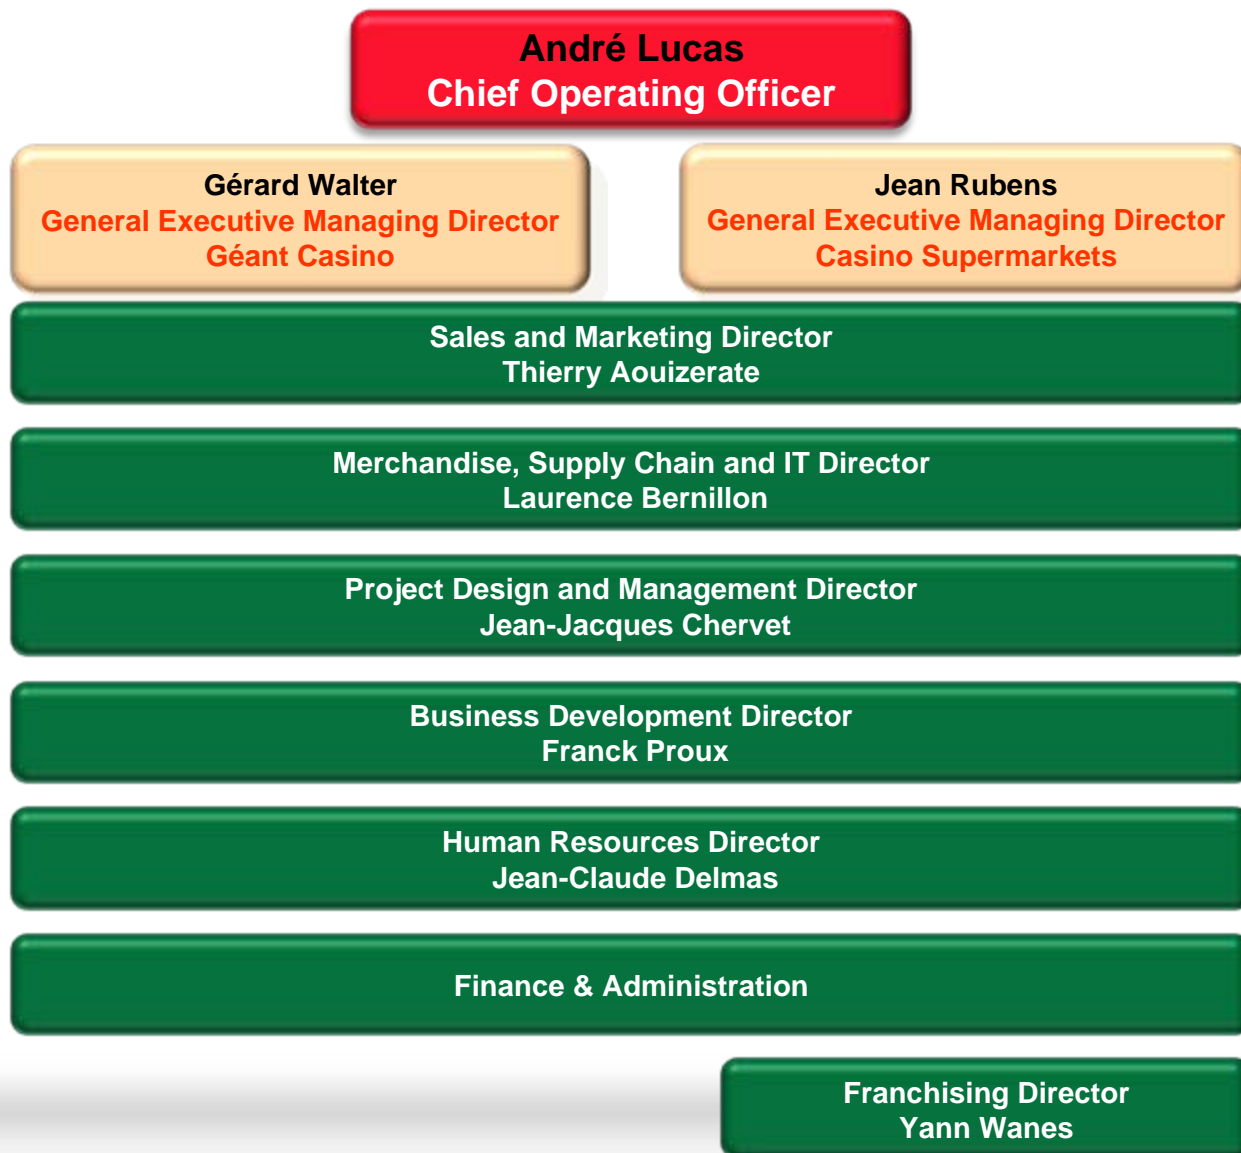 André Lucas
Chief Operating Officer
Gérard Walter
General Executive Managing Director
Géant Casino
Jean Rubens
General Executive Managing Director
Casino Supermarkets
Sales and Marketing Director
Thierry Aouizerate
Merchandise, Supply Chain and IT Director
Laurence Bernillon
Project Design and Management Director
Jean-Jacques Chervet
Business Development Director
Franck Proux
Human Resources Director
Jean-Claude Delmas
Finance & Administration
Franchising Director
Yann Wanes